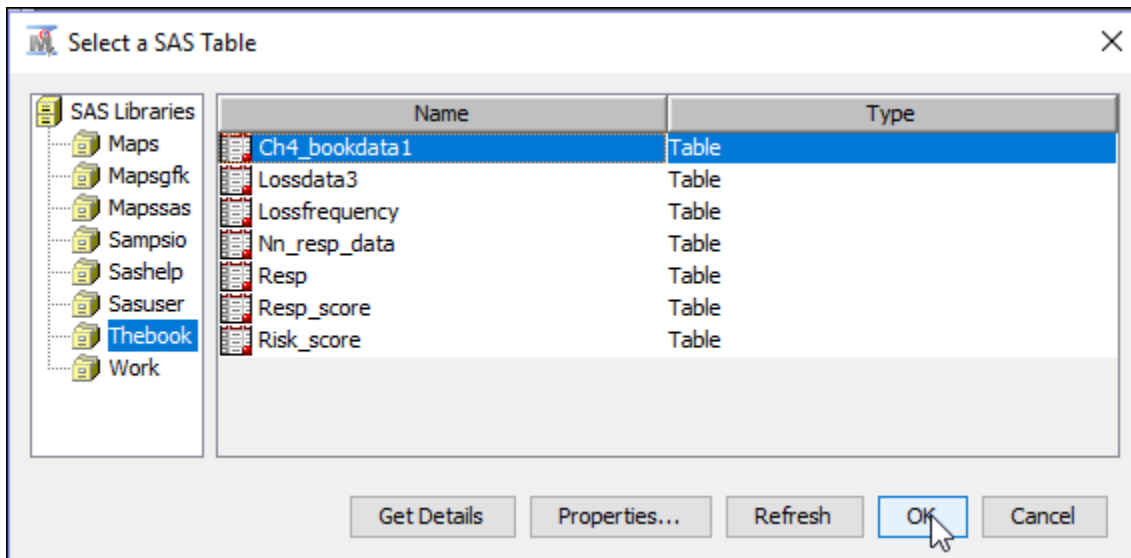 Select a SAS Table
SAS Libraries
Maps
Mapsgfk
Mapssas
Sampsio
Sashelp
Sasuser
Thebook
Work
Name Type
Ch4_bookdata1 Table
Lossdata3 Table
Lossfrequency Table
Nn_resp_data Table
Resp Table
Resp_score Table
Risk_score Table
Get Details Properties... Refresh OK Cancel